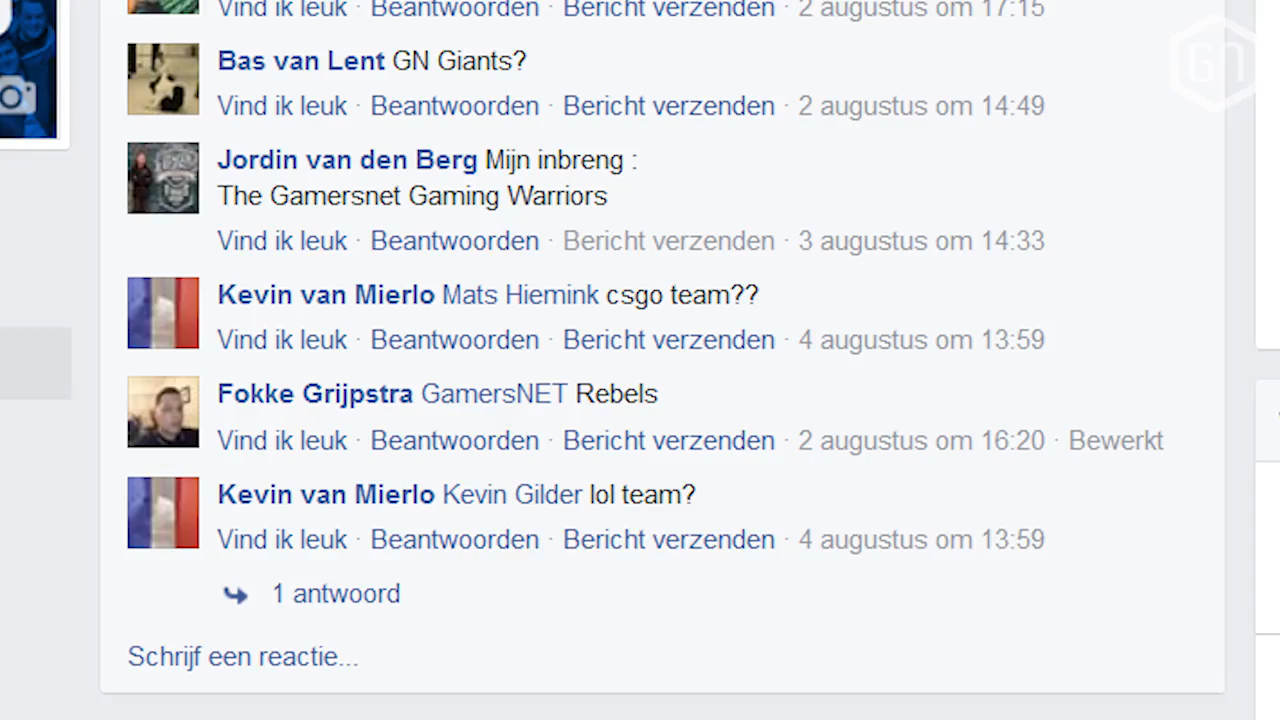 Vind ik leuk · Beantwoorden · Bericht verzenden · 2 augustus om 17:15
GN
Bas van Lent GN Giants?
Vind ik leuk · Beantwoorden · Bericht verzenden · 2 augustus om 14:49
Jordin van den Berg Mijn inbreng :
The Gamersnet Gaming Warriors
Vind ik leuk · Beantwoorden · Bericht verzenden · 3 augustus om 14:33
Kevin van Mierlo Mats Hiemink csgo team??
Vind ik leuk · Beantwoorden · Bericht verzenden · 4 augustus om 13:59
Fokke Grijpstra GamersNET Rebels
Vind ik leuk · Beantwoorden · Bericht verzenden · 2 augustus om 16:20 · Bewerkt
Kevin van Mierlo Kevin Gilder lol team?
Vind ik leuk · Beantwoorden · Bericht verzenden · 4 augustus om 13:59
1 antwoord
Schrijf een reactie...